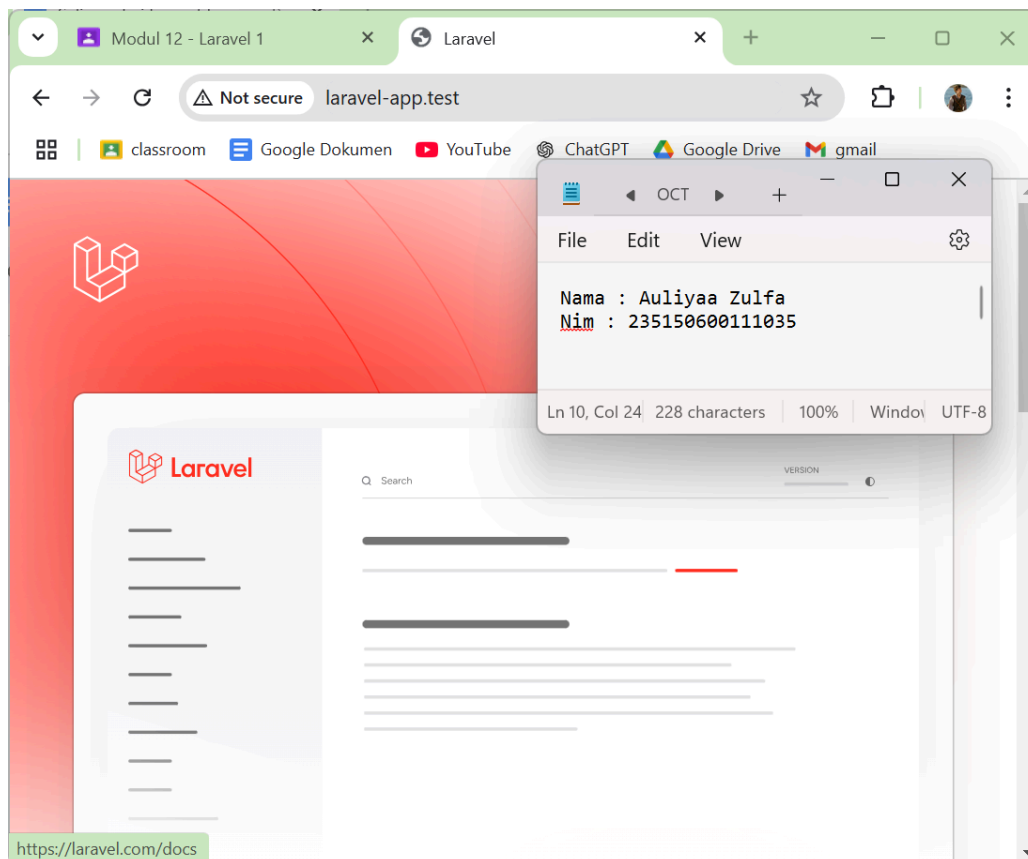 Modul 12 - Laravel 1
Laravel
Not secure
laravel-app.test
classroom
Google Dokumen
YouTube
ChatGPT
Google Drive
gmail
OCT
File Edit View
Nama : Auliyaa Zulfa
Nim : 235150600111035
Ln 10, Col 24 228 characters 100% Window UTF-8
Laravel
Search
VERSION
https://laravel.com/docs